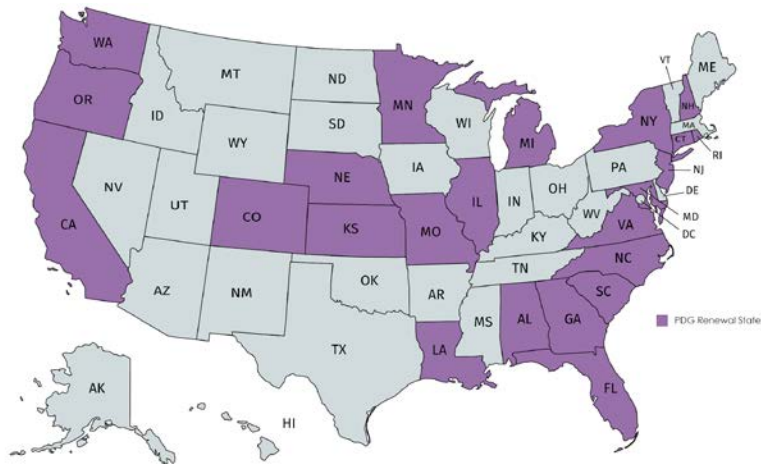 WA
MT
ND
MN
VT
ME
OR
ID
SD
WI
MI
NY
NH
MA
CT
RI
WY
IA
PA
NJ
NV
NE
IL
IN
OH
DE
UT
CO
KS
MO
WV
VA
MD
DC
CA
KY
NC
AZ
NM
OK
AR
TN
SC
MS
AL
GA
PDG Renewal State
TX
LA
FL
AK
HI